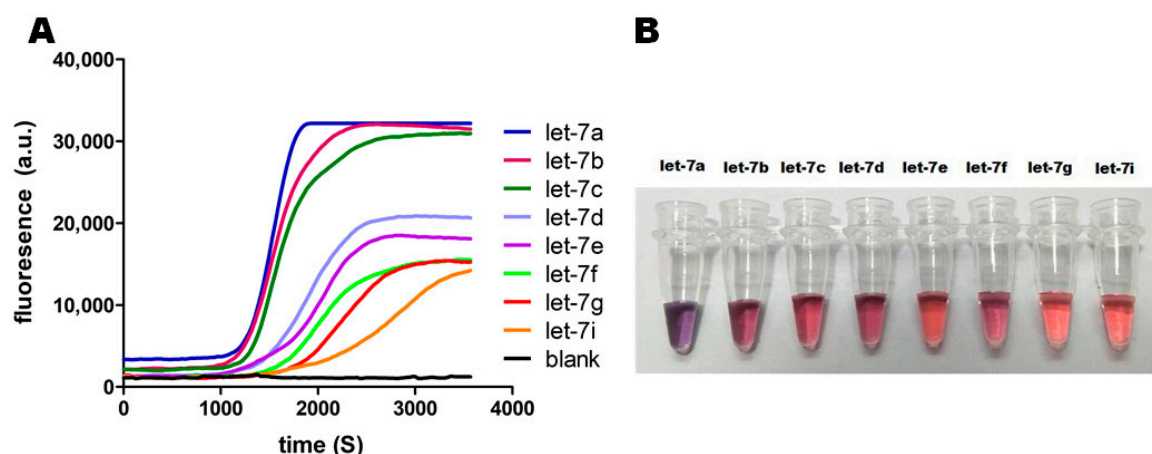 A
fluoresence (a.u.)
40,000
30,000
20,000
10,000
0
0 1000 2000 3000 4000
time (S)
let-7a
let-7b
let-7c
let-7d
let-7e
let-7f
let-7g
let-7i
blank
B
let-7a let-7b let-7c let-7d let-7e let-7f let-7g let-7i